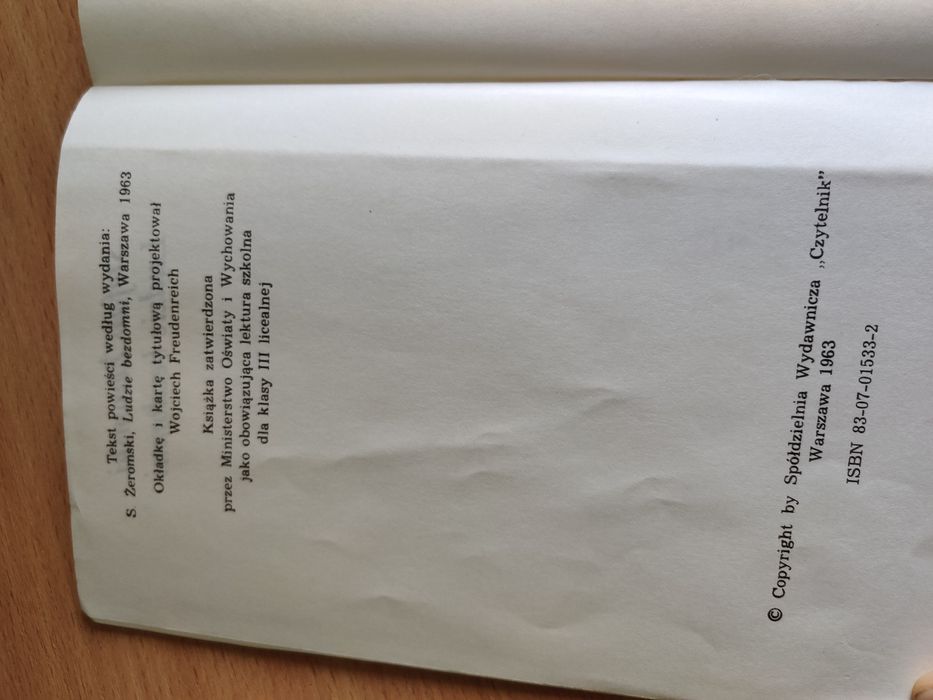 Tekst powieści według wydania:
S. Żeromski, Ludzie bezdomni, Warszawa 1963
Okładkę i kartę tytułową projektował
Wojciech Freudenreich
Książka zatwierdzona
przez Ministerstwo Oświaty i Wychowania
jako obowiązująca lektura szkolna
dla klasy III licealnej
© Copyright by Spółdzielnia Wydawnicza „Czytelnik”
Warszawa 1963
ISBN 83-07-01533-2